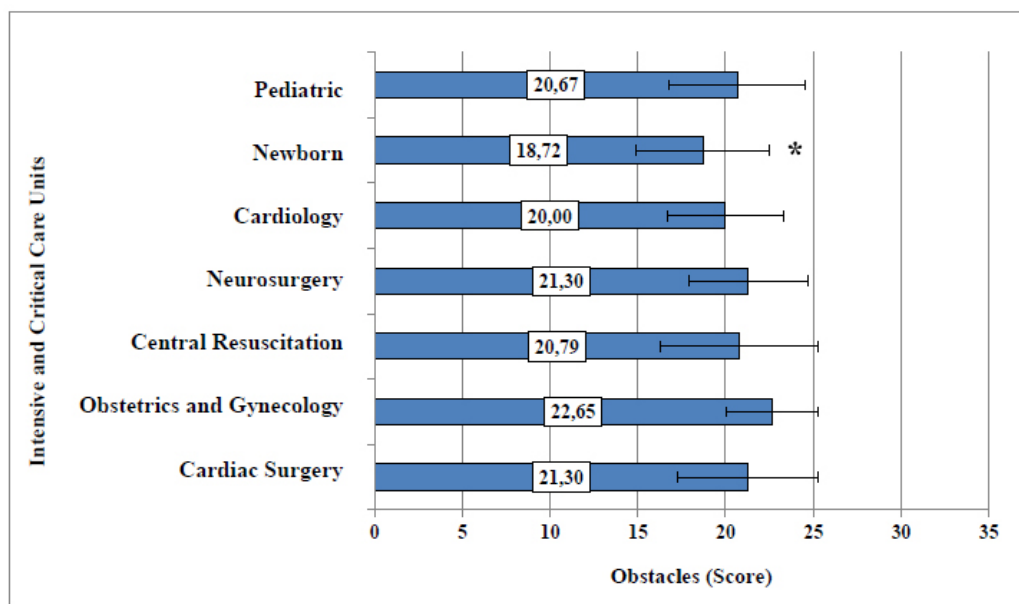 Intensive and Critical Care Units
Pediatric
20,67
Newborn
18,72
*
Cardiology
20,00
Neurosurgery
21,30
Central Resuscitation
20,79
Obstetrics and Gynecology
22,65
Cardiac Surgery
21,30
0 5 10 15 20 25 30 35
Obstacles (Score)